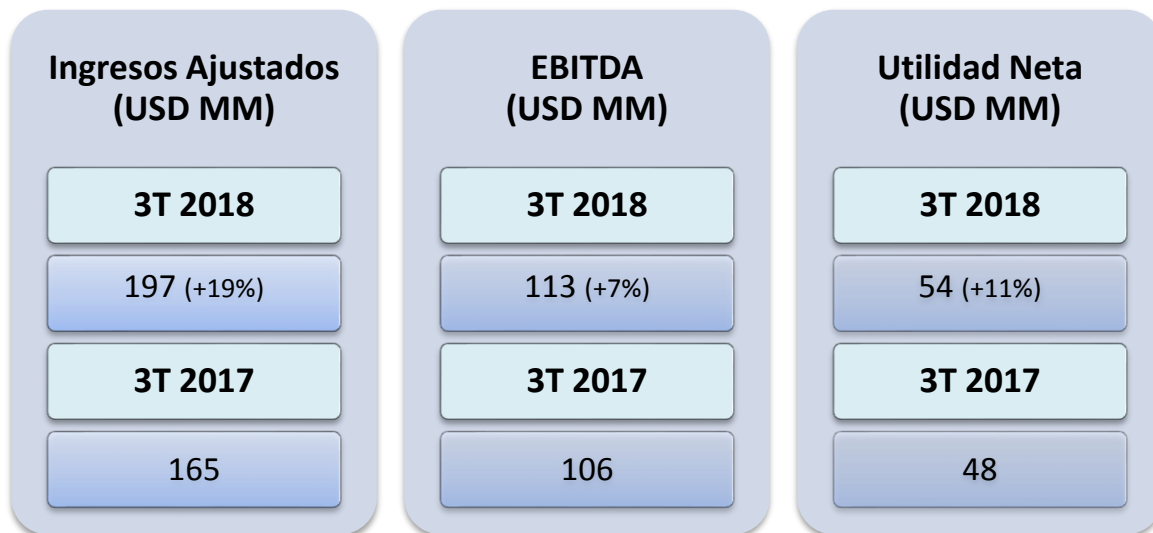 Ingresos Ajustados
(USD MM)
3T 2018
197 (+19%)
3T 2017
165
EBITDA
(USD MM)
3T 2018
113 (+7%)
3T 2017
106
Utilidad Neta
(USD MM)
3T 2018
54 (+11%)
3T 2017
48